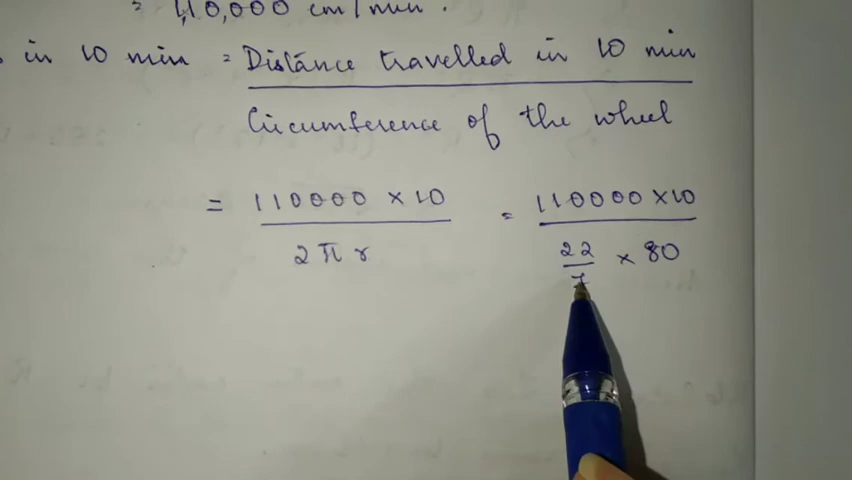 = 1,10,000 cm/min.
in 10 min = Distance travelled in 10 min
Circumference of the wheel
= 110000 × 10 = 110000 × 10
2 π r 22 × 80
7